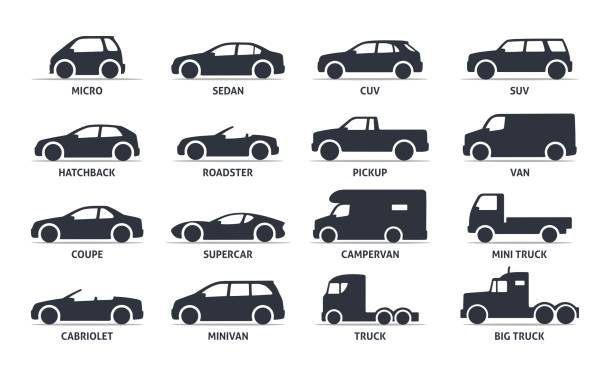 MICRO
SEDAN
CUV
SUV
HATCHBACK
ROADSTER
PICKUP
VAN
COUPE
SUPERCAR
CAMPERVAN
MINI TRUCK
CABRIOLET
MINIVAN
TRUCK
BIG TRUCK